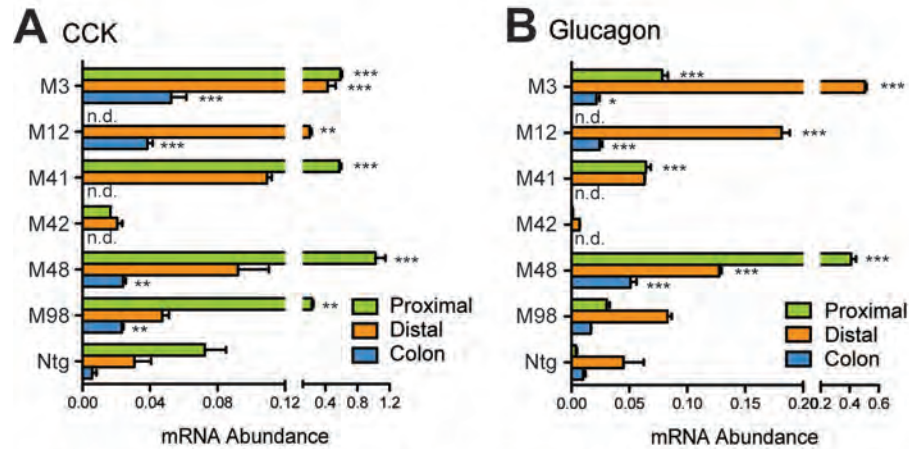 A CCK
M3
***
***
***
n.d.
M12
**
***
M41
***
n.d.
M42
n.d.
M48
***
**
M98
**
**
Ntg
Proximal
Distal
Colon
0.00 0.04 0.08 0.12 0.4 0.8 1.2
mRNA Abundance
B Glucagon
M3
***
***
*
n.d.
M12
***
***
M41
***
n.d.
M42
n.d.
M48
***
***
***
M98
Ntg
Proximal
Distal
Colon
0.00 0.05 0.10 0.15 0.20 0.2 0.4 0.6
mRNA Abundance